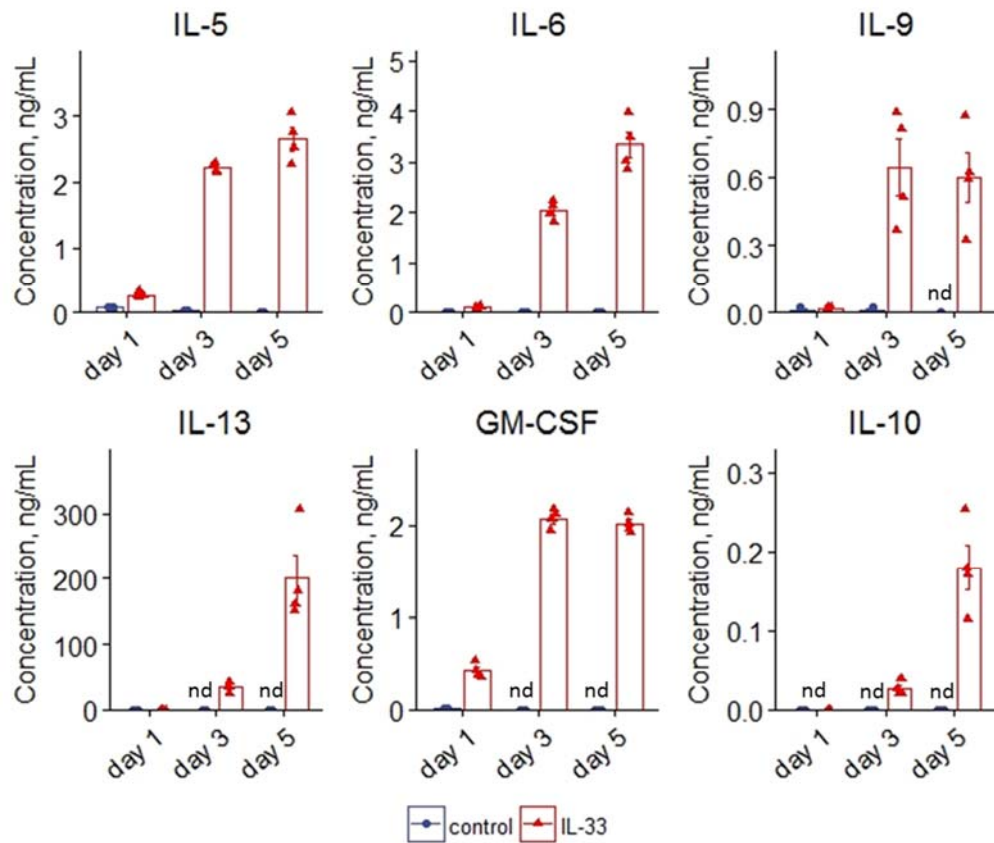 IL-5
Concentration, ng/mL
3
2
1
0
day 1
day 3
day 5
IL-6
Concentration, ng/mL
5
4
3
2
1
0
day 1
day 3
day 5
IL-9
Concentration, ng/mL
0.9
0.6
0.3
0.0
nd
day 1
day 3
day 5
IL-13
Concentration, ng/mL
300
200
100
0
nd
nd
day 1
day 3
day 5
GM-CSF
Concentration, ng/mL
2
1
0
nd
nd
day 1
day 3
day 5
IL-10
Concentration, ng/mL
0.3
0.2
0.1
0.0
nd
nd
nd
day 1
day 3
day 5
control
IL-33